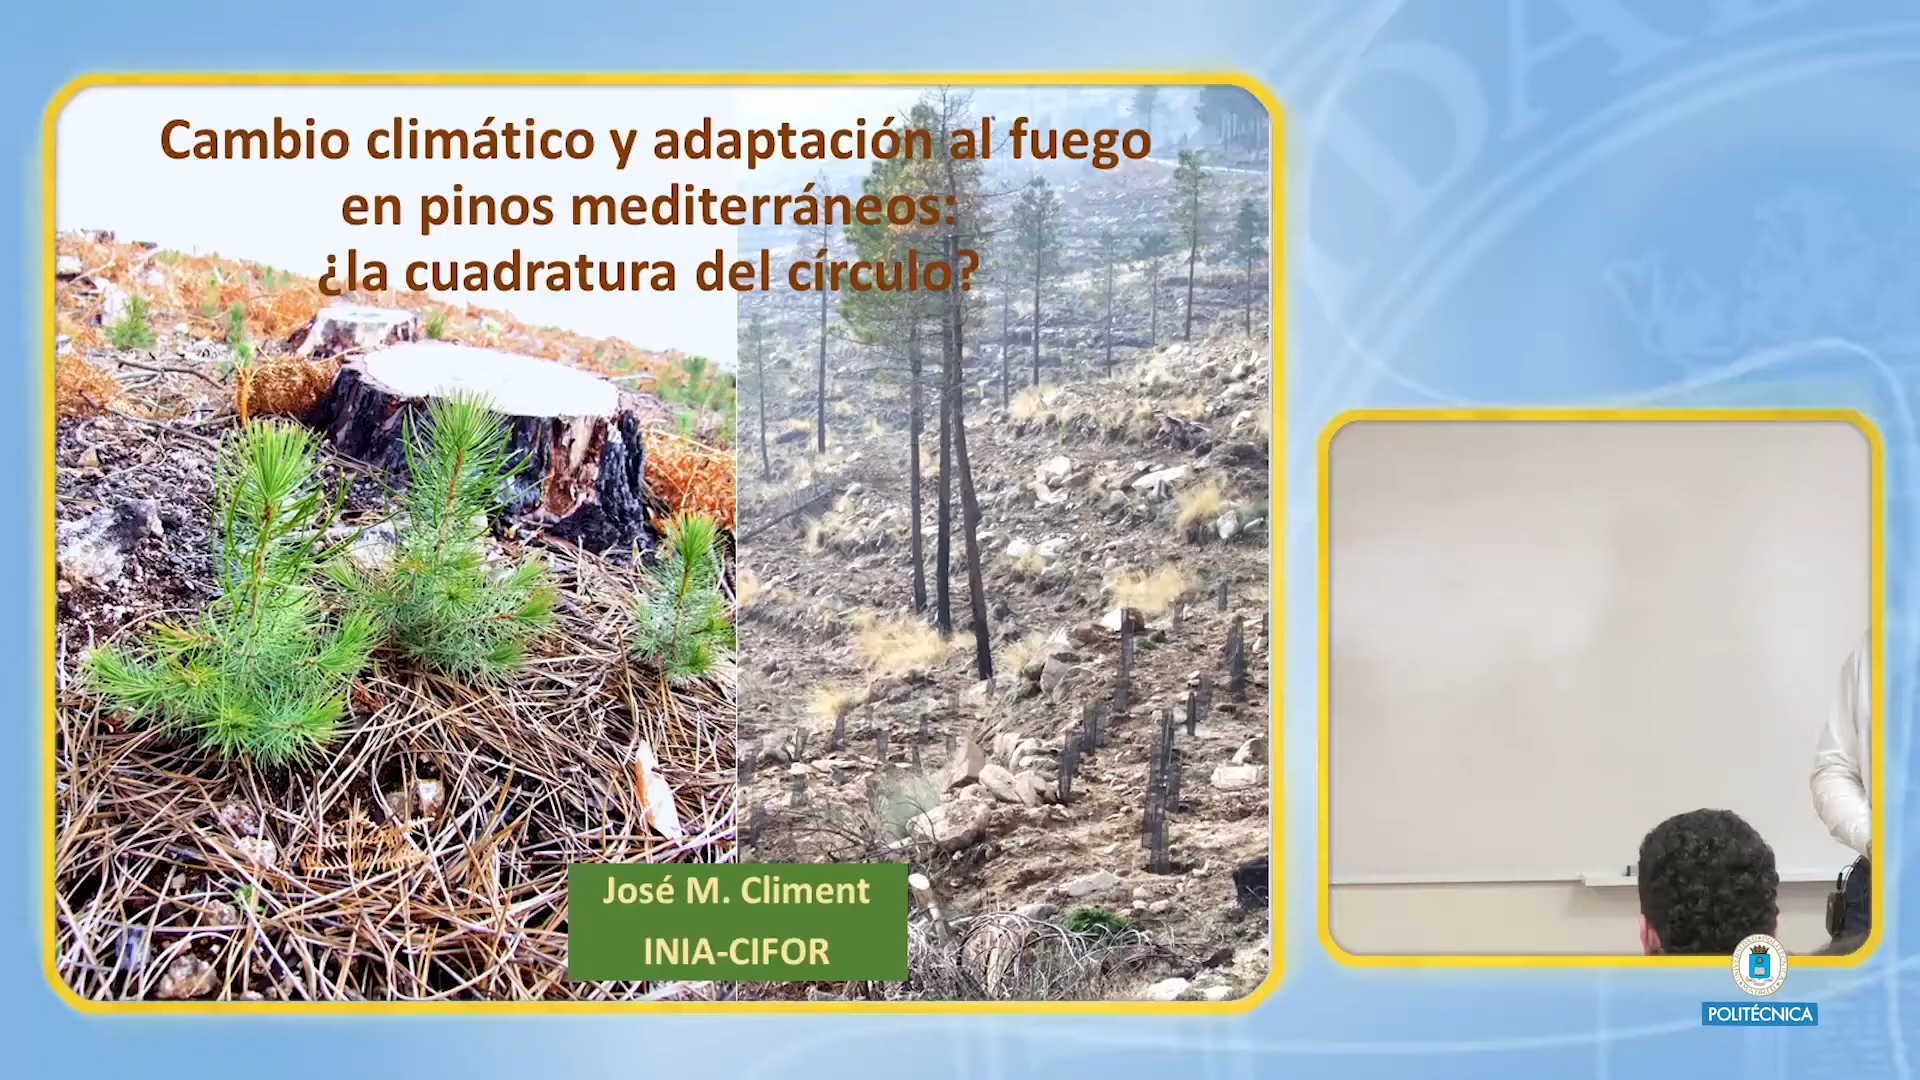 Cambio climático y adaptación al fuego
en pinos mediterráneos:
¿la cuadratura del círculo?
José M. Climent
INIA-CIFOR
POLITÉCNICA